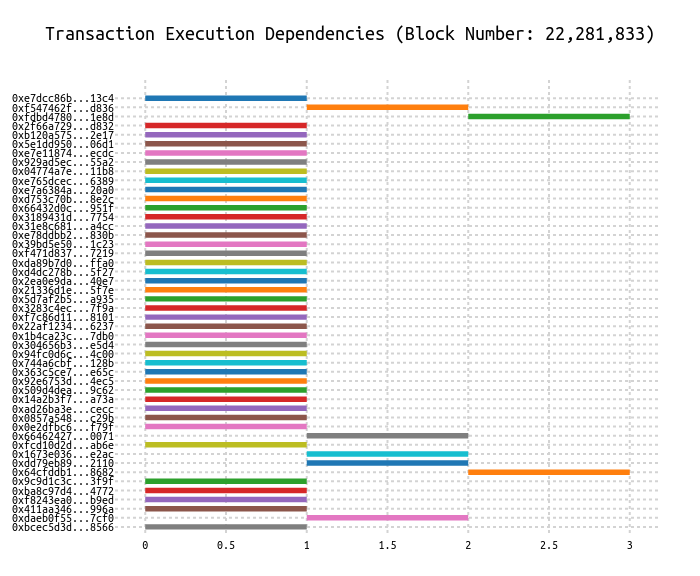 Transaction Execution Dependencies (Block Number: 22,281,833)
0xe7dcc86b...13c4
0xf547462f...d836
0xfdbd4780...1e8d
0x2f66a729...d832
0xb120a575...2e17
0x5e1dd950...06d1
0xe7e11874...ecdc
0x929ad5ec...55a2
0x04774a7e...11b8
0xe765dcec...6389
0xe7a6384a...20a0
0xd753c70b...8e2c
0x66432d0c...951f
0x3189431d...7754
0x31e8c681...a4cc
0xe78ddbb2...830b
0x39bd5e50...1c23
0xf471d837...7219
0xda89b7d0...ffa0
0xd4dc278b...5f27
0x2ea0e9da...40e7
0x21336d1e...5f7e
0x5d7af2b5...a935
0x3283c4ec...7f9a
0xf7c86d11...8101
0x22af1234...6237
0x1b4ca23c...7db0
0x304656b3...e5d4
0x94fc0d6c...4c00
0x744a6cbf...128b
0x363c5ce7...e65c
0x92e6753d...4ec5
0x509d4dea...9c62
0x14a2b3f7...a73a
0xad26ba3e...cecc
0x0857a548...c29b
0x0e2dfbc6...f79f
0x66462427...0071
0xfcd10d2d...ab6e
0x1673e036...e2ac
0xdd79eb89...2110
0x64cfddb1...8682
0x9c9d1c3c...3f9f
0xba8c97d4...4772
0xf8243ea0...b9ed
0x411aa346...996a
0xdaeb0f55...7cf0
0xbcec5d3d...8566
0 0.5 1 1.5 2 2.5 3